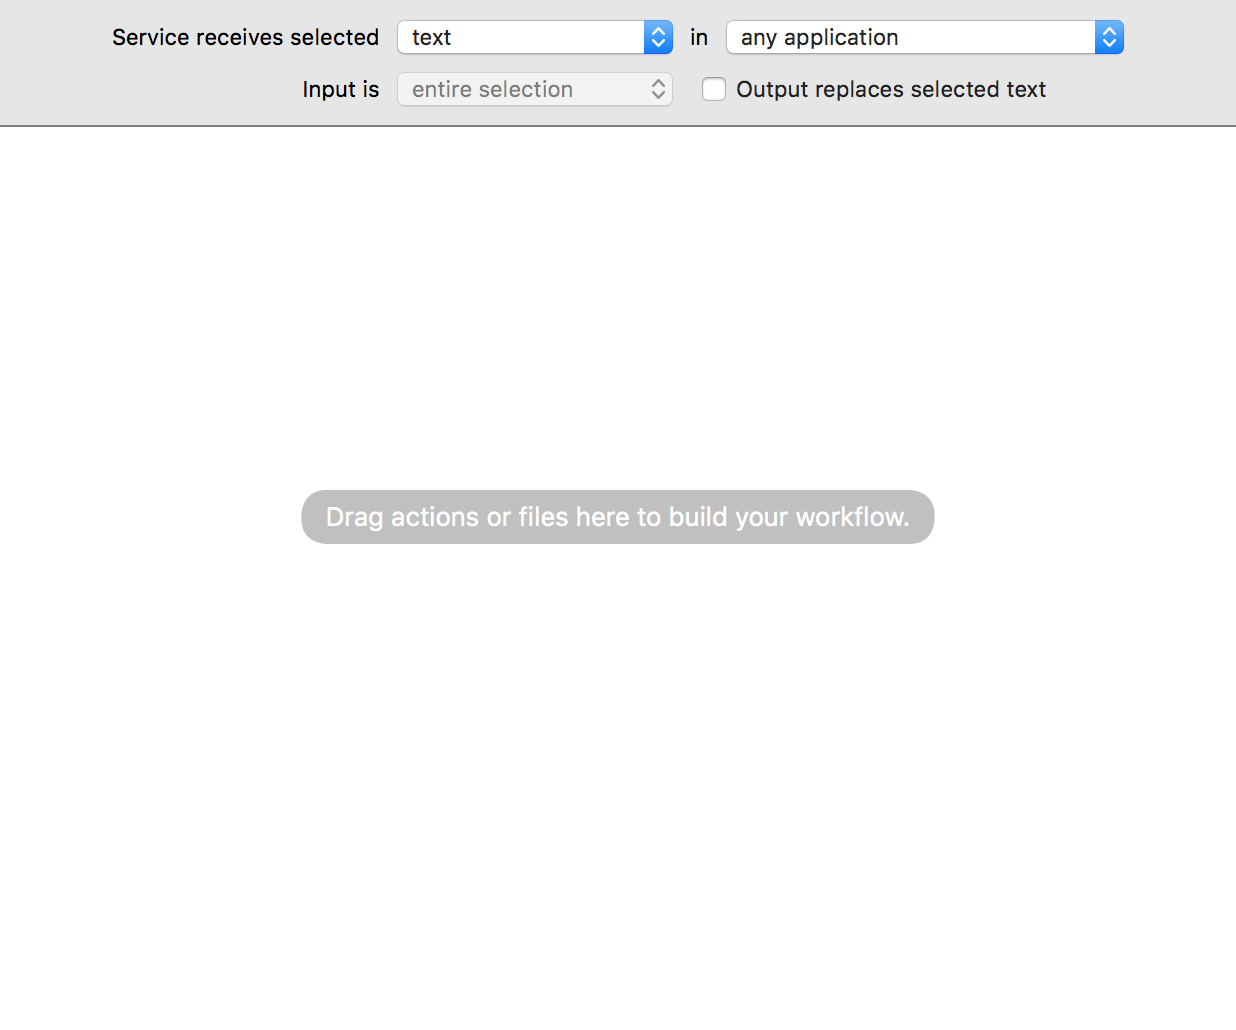 Service receives selected text in any application
Input is entire selection Output replaces selected text
Drag actions or files here to build your workflow.